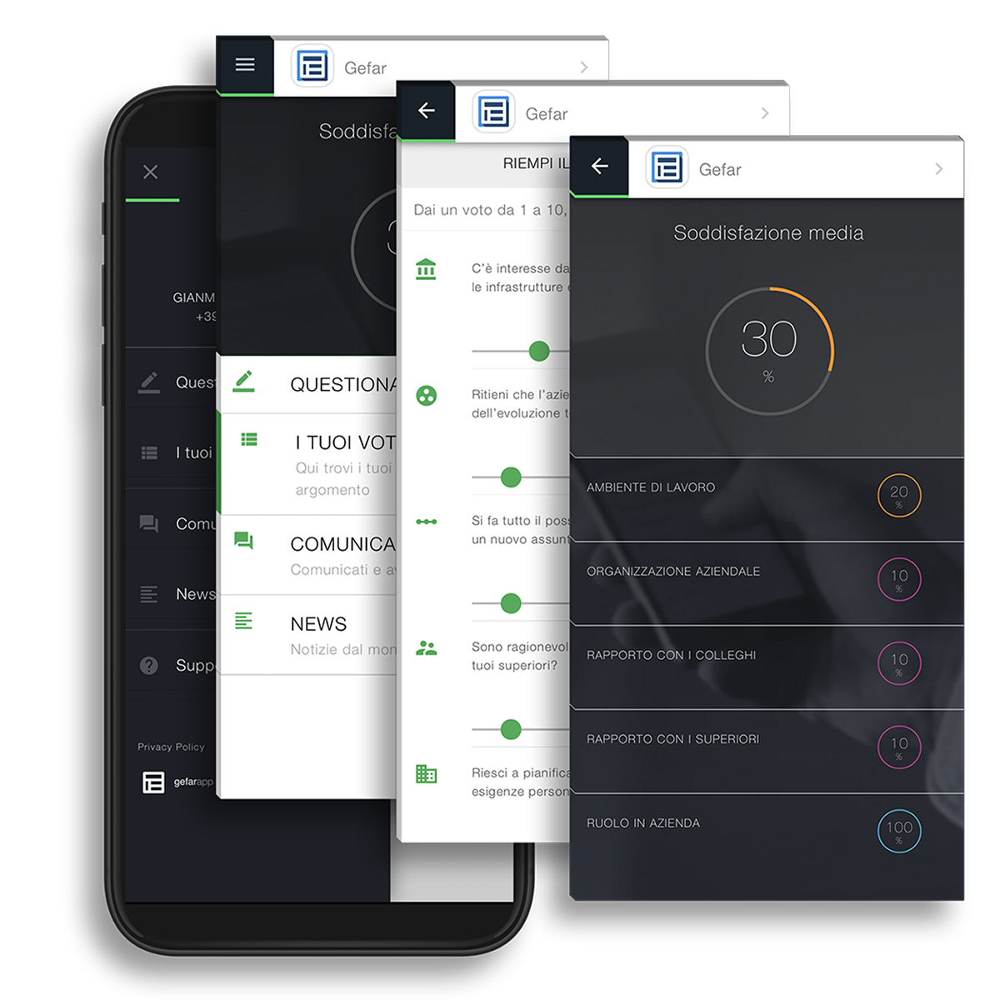 GIANM
+39
Ques
I tuoi
Comu
News
Supp
Privacy Policy
gefarapp
Gefar
Soddisfa
QUESTIONA
I TUOI VOT
Qui trovi i tuoi
argomento
COMUNICA
Comunicati e av
NEWS
Notizie dal mon
Gefar
RIEMPI IL
Dai un voto da 1 a 10,
C'è interesse da
le infrastrutture e
Ritieni che l'azie
dell'evoluzione t
Si fa tutto il poss
un nuovo assunt
Sono ragionevol
tuoi superiori?
Riesci a pianifica
esigenze person
Gefar
Soddisfazione media
30
%
AMBIENTE DI LAVORO
20
%
ORGANIZZAZIONE AZIENDALE
10
%
RAPPORTO CON I COLLEGHI
10
%
RAPPORTO CON I SUPERIORI
10
%
RUOLO IN AZIENDA
100
%